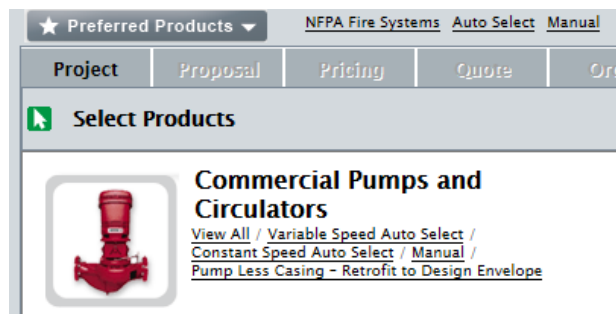 ★ Preferred Products
NFPA Fire Systems Auto Select Manual
Project Proposal Pricing Quote
Select Products
Commercial Pumps and
Circulators
View All / Variable Speed Auto Select /
Constant Speed Auto Select / Manual /
Pump Less Casing – Retrofit to Design Envelope